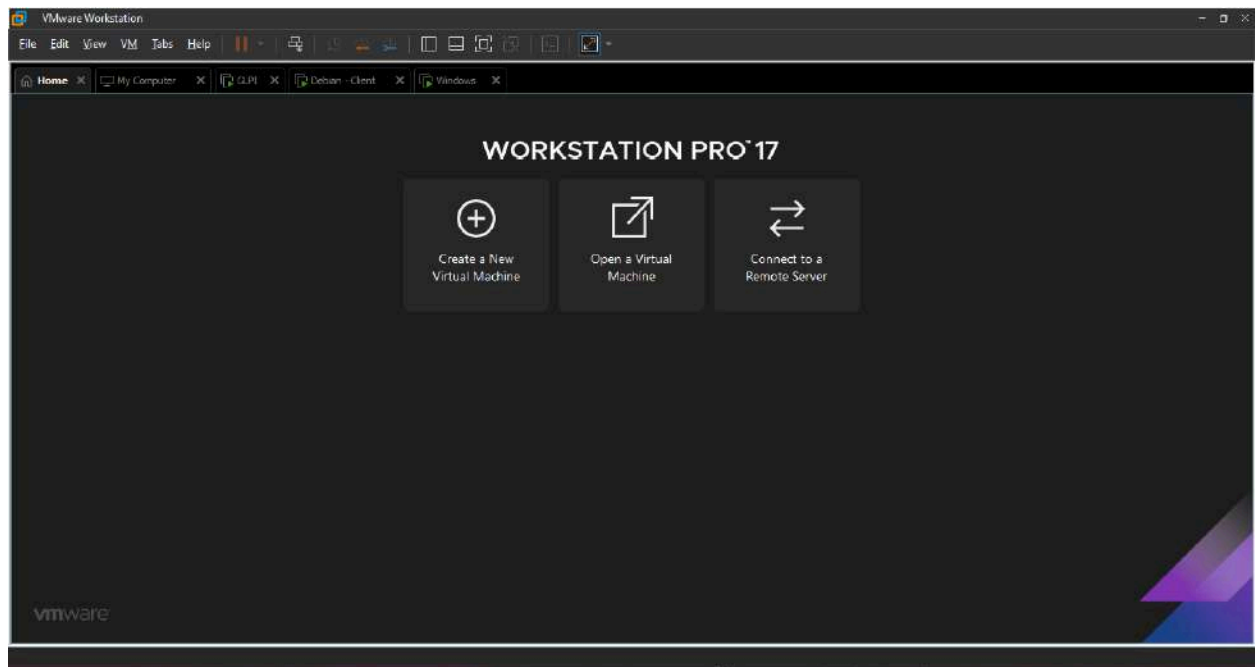 VMware Workstation
File Edit View VM Tabs Help
Home My Computer GLPI Debian - Client Windows
WORKSTATION PRO™ 17
Create a New
Virtual Machine
Open a Virtual
Machine
Connect to a
Remote Server
vmware